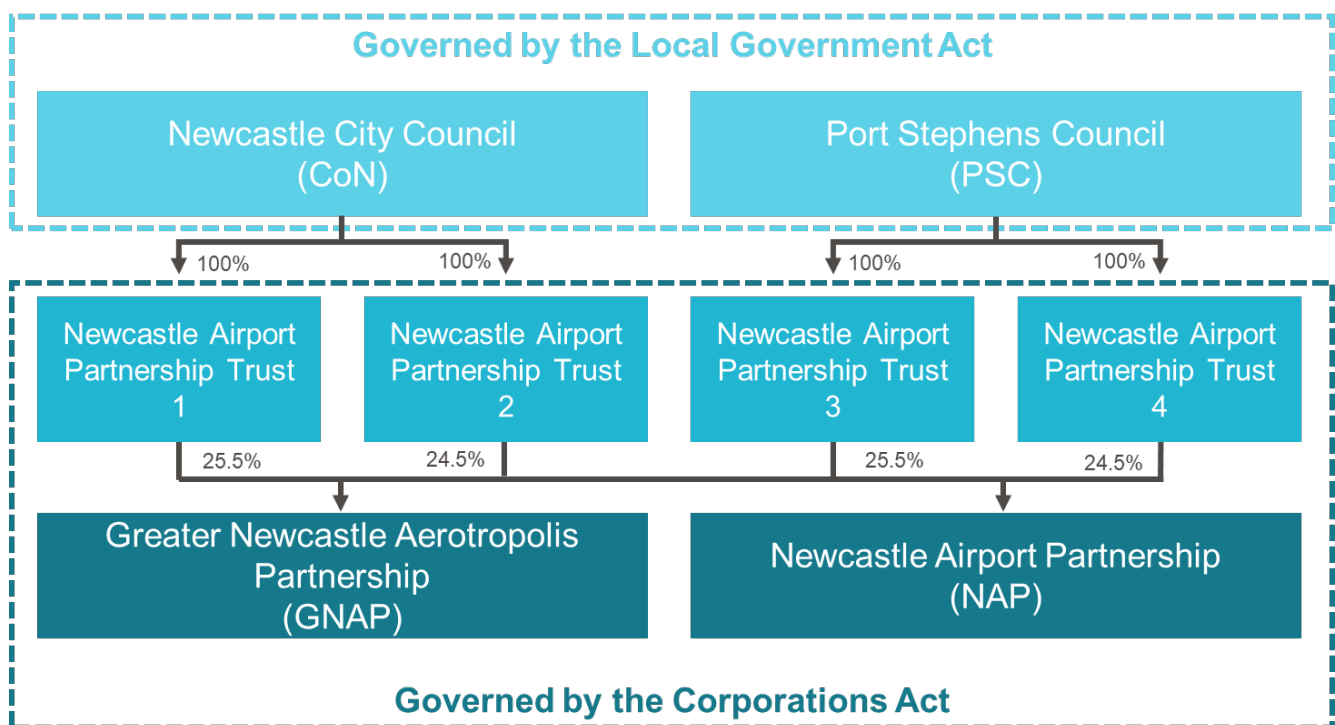 Governed by the Local Government Act
Newcastle City Council
(CoN)
Port Stephens Council
(PSC)
100%
100%
100%
100%
Newcastle Airport
Partnership Trust
1
Newcastle Airport
Partnership Trust
2
Newcastle Airport
Partnership Trust
3
Newcastle Airport
Partnership Trust
4
25.5%
24.5%
25.5%
24.5%
Greater Newcastle Aerotropolis
Partnership
(GNAP)
Newcastle Airport Partnership
(NAP)
Governed by the Corporations Act